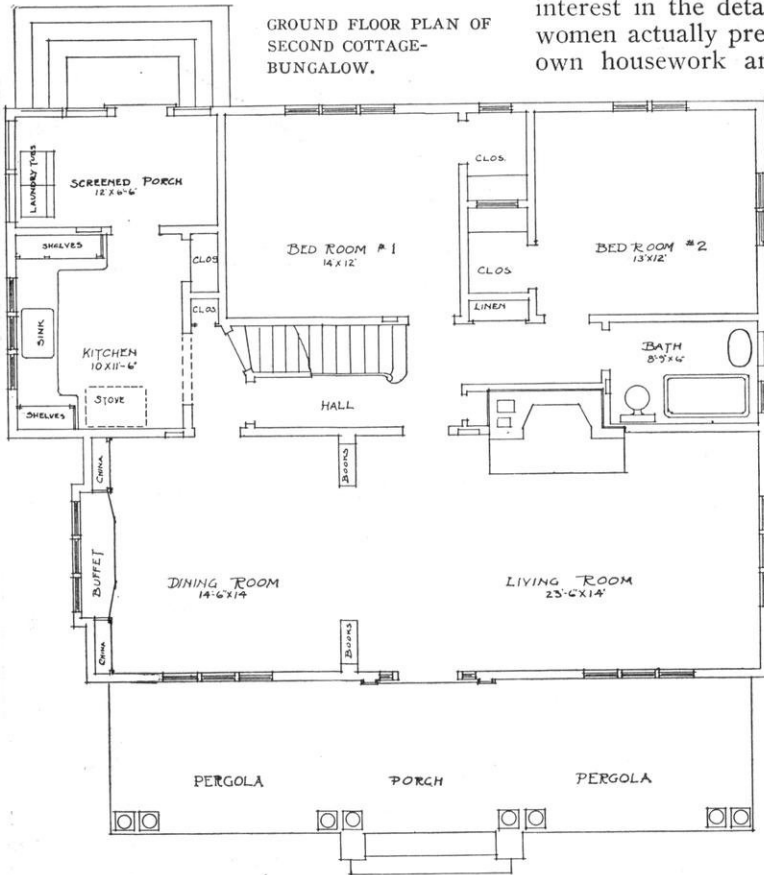 GROUND FLOOR PLAN OF
SECOND COTTAGE-
BUNGALOW.
interest in the deta
women actually pre
own housework an
LAUNDRY TUBS
SCREENED PORCH
12'X6'-6"
SHELVES
CLOS
CLOS
SINK
KITCHEN
10 X11'-6"
STOVE
SHELVES
BED ROOM #1
14'X12'
CLOS.
CLOS.
LINEN
BED ROOM #2
13'X12'
BATH
8'-9"X6'
HALL
CHINA
BUFFET
CHINA
DINING ROOM
14'-6"X14
BOOKS
BOOKS
LIVING ROOM
23'-6"X14'
PERGOLA
PORCH
PERGOLA